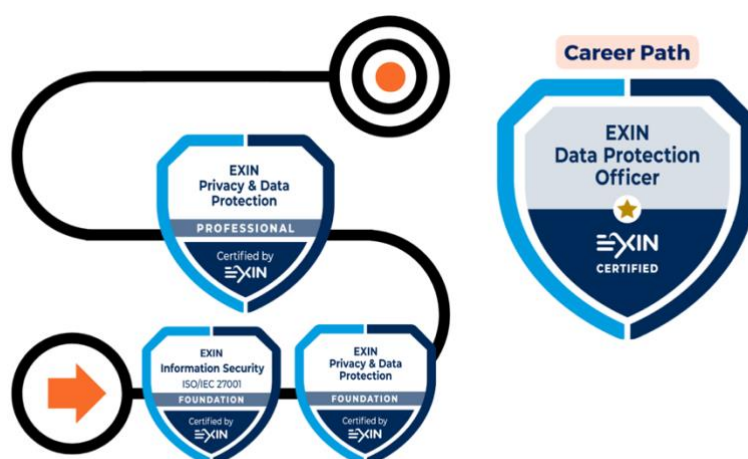 Career Path
EXIN
Data Protection
Officer
EXIN
CERTIFIED
EXIN
Privacy & Data
Protection
PROFESSIONAL
Certified by
EXIN
EXIN
Information Security
ISO/IEC 27001
FOUNDATION
Certified by
EXIN
EXIN
Privacy & Data
Protection
FOUNDATION
Certified by
EXIN